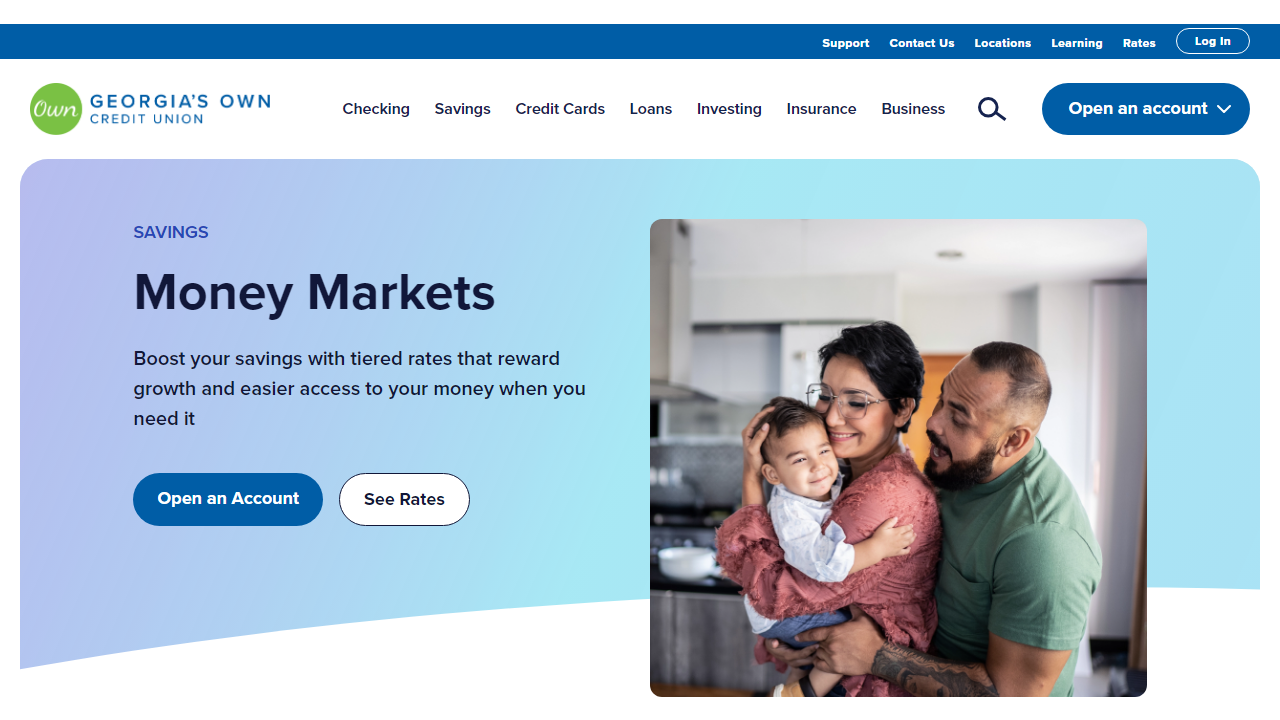 Support Contact Us Locations Learning Rates Log In
Own GEORGIA'S OWN
CREDIT UNION
Checking Savings Credit Cards Loans Investing Insurance Business Open an account
SAVINGS
Money Markets
Boost your savings with tiered rates that reward
growth and easier access to your money when you
need it
Open an Account See Rates